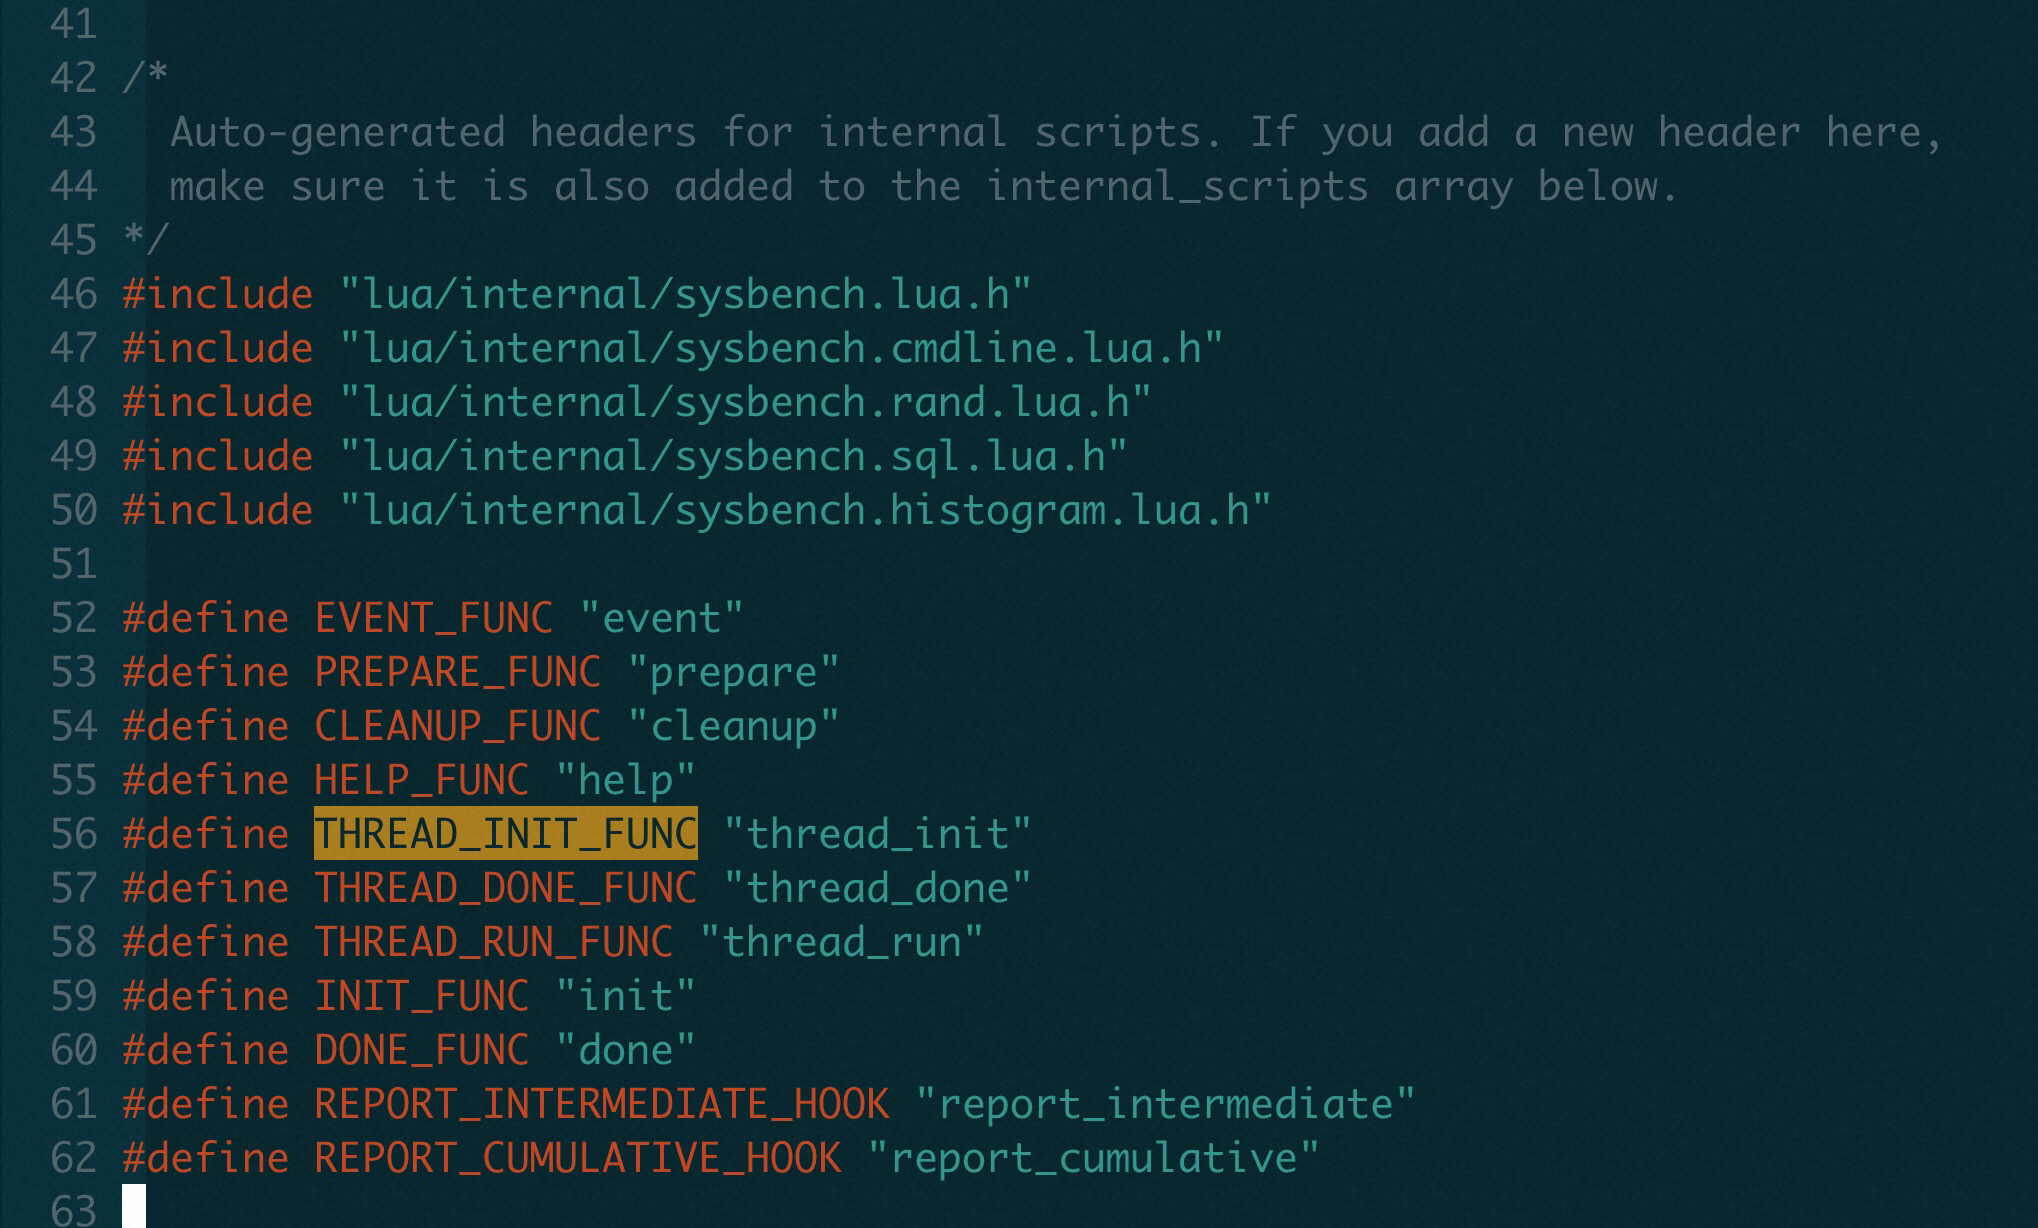 41
42 /*
43   Auto-generated headers for internal scripts. If you add a new header here,
44   make sure it is also added to the internal_scripts array below.
45 */
46 #include "lua/internal/sysbench.lua.h"
47 #include "lua/internal/sysbench.cmdline.lua.h"
48 #include "lua/internal/sysbench.rand.lua.h"
49 #include "lua/internal/sysbench.sql.lua.h"
50 #include "lua/internal/sysbench.histogram.lua.h"
51
52 #define EVENT_FUNC "event"
53 #define PREPARE_FUNC "prepare"
54 #define CLEANUP_FUNC "cleanup"
55 #define HELP_FUNC "help"
56 #define THREAD_INIT_FUNC "thread_init"
57 #define THREAD_DONE_FUNC "thread_done"
58 #define THREAD_RUN_FUNC "thread_run"
59 #define INIT_FUNC "init"
60 #define DONE_FUNC "done"
61 #define REPORT_INTERMEDIATE_HOOK "report_intermediate"
62 #define REPORT_CUMULATIVE_HOOK "report_cumulative"
63